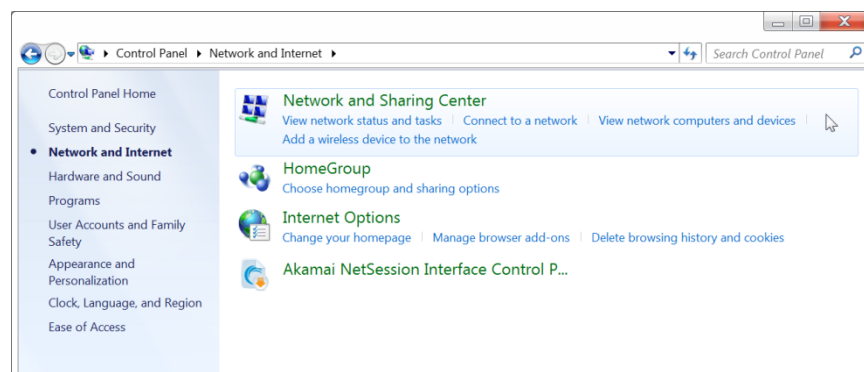 Control Panel Network and Internet Search Control Panel
Control Panel Home
System and Security
Network and Internet
Hardware and Sound
Programs
User Accounts and Family
Safety
Appearance and
Personalization
Clock, Language, and Region
Ease of Access
Network and Sharing Center
View network status and tasks Connect to a network View network computers and devices
Add a wireless device to the network
HomeGroup
Choose homegroup and sharing options
Internet Options
Change your homepage Manage browser add-ons Delete browsing history and cookies
Akamai NetSession Interface Control P...